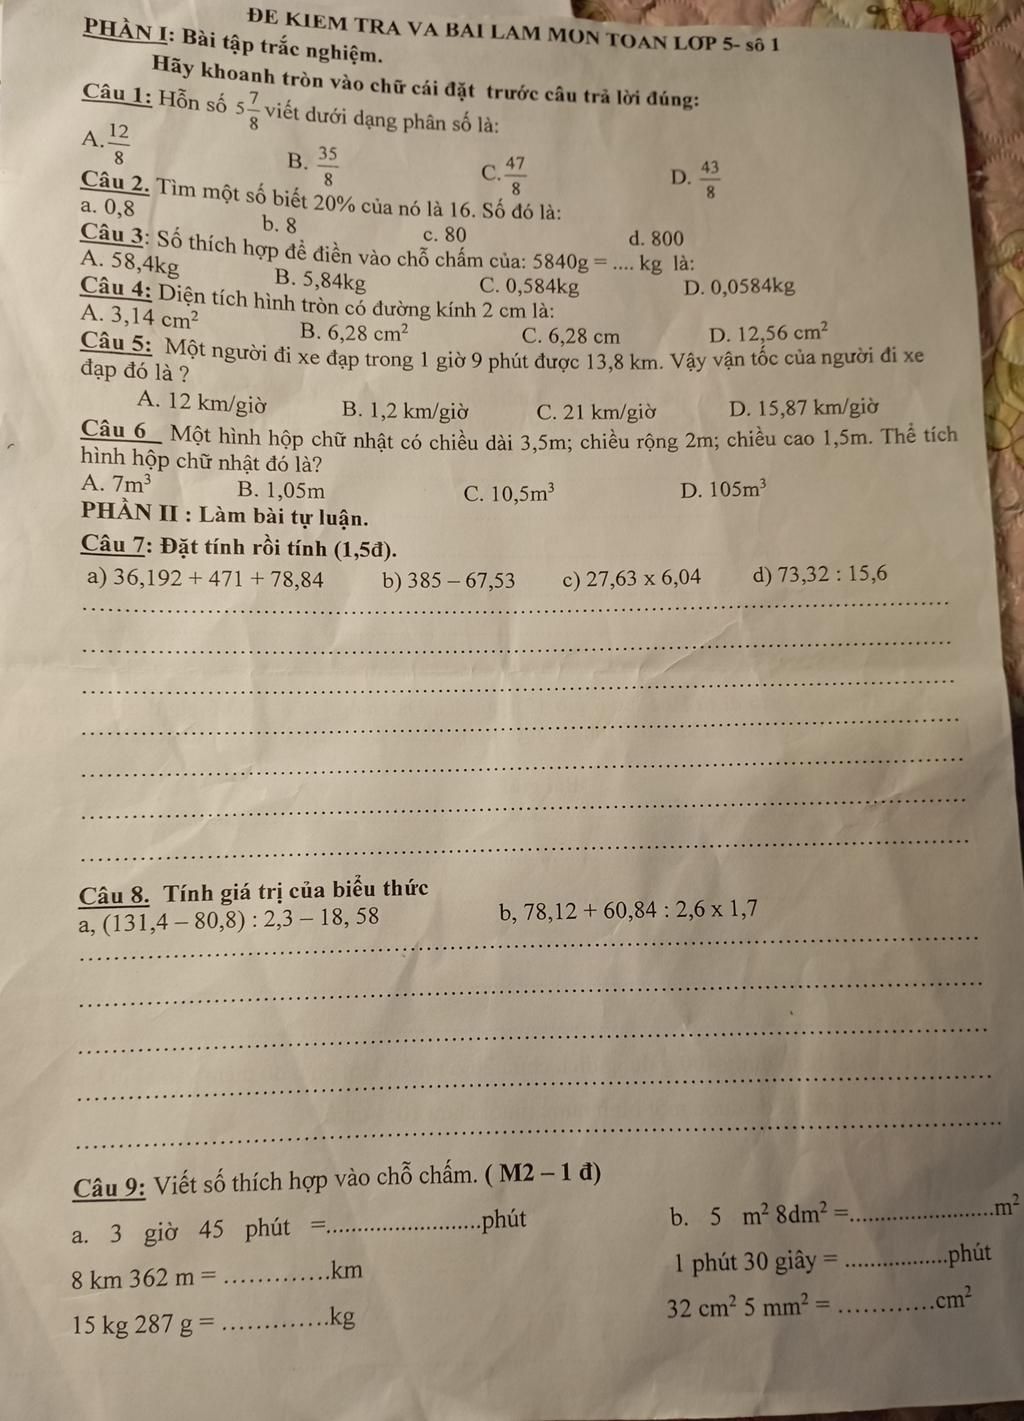 ĐE KIEM TRA VA BAI LAM MON TOAN LƠP 5- sô 1
PHẦN I: Bài tập trắc nghiệm.
Hãy khoanh tròn vào chữ cái đặt trước câu trả lời đúng:
Câu 1: Hỗn số 5 7/8 viết dưới dạng phân số là:
A. 12/8 B. 35/8 C. 47/8 D. 43/8
Câu 2. Tìm một số biết 20% của nó là 16. Số đó là:
a. 0,8 b. 8 c. 80 d. 800
Câu 3: Số thích hợp để điền vào chỗ chấm của: 5840g = .... kg là:
A. 58,4kg B. 5,84kg C. 0,584kg D. 0,0584kg
Câu 4: Diện tích hình tròn có đường kính 2 cm là:
A. 3,14 cm² B. 6,28 cm² C. 6,28 cm D. 12,56 cm²
Câu 5: Một người đi xe đạp trong 1 giờ 9 phút được 13,8 km. Vậy vận tốc của người đi xe
đạp đó là ?
A. 12 km/giờ B. 1,2 km/giờ C. 21 km/giờ D. 15,87 km/giờ
Câu 6 Một hình hộp chữ nhật có chiều dài 3,5m; chiều rộng 2m; chiều cao 1,5m. Thể tích
hình hộp chữ nhật đó là?
A. 7m³ B. 1,05m C. 10,5m³ D. 105m³
PHẦN II : Làm bài tự luận.
Câu 7: Đặt tính rồi tính (1,5đ).
a) 36,192 + 471 + 78,84 b) 385 – 67,53 c) 27,63 x 6,04 d) 73,32 : 15,6
Câu 8. Tính giá trị của biểu thức
a, (131,4 – 80,8) : 2,3 – 18, 58 b, 78,12 + 60,84 : 2,6 x 1,7
Câu 9: Viết số thích hợp vào chỗ chấm. ( M2 – 1 đ)
a. 3 giờ 45 phút =.......................phút b. 5 m² 8dm² =......................m²
8 km 362 m = .............km 1 phút 30 giây = ................phút
15 kg 287 g = .............kg 32 cm² 5 mm² = .............cm²